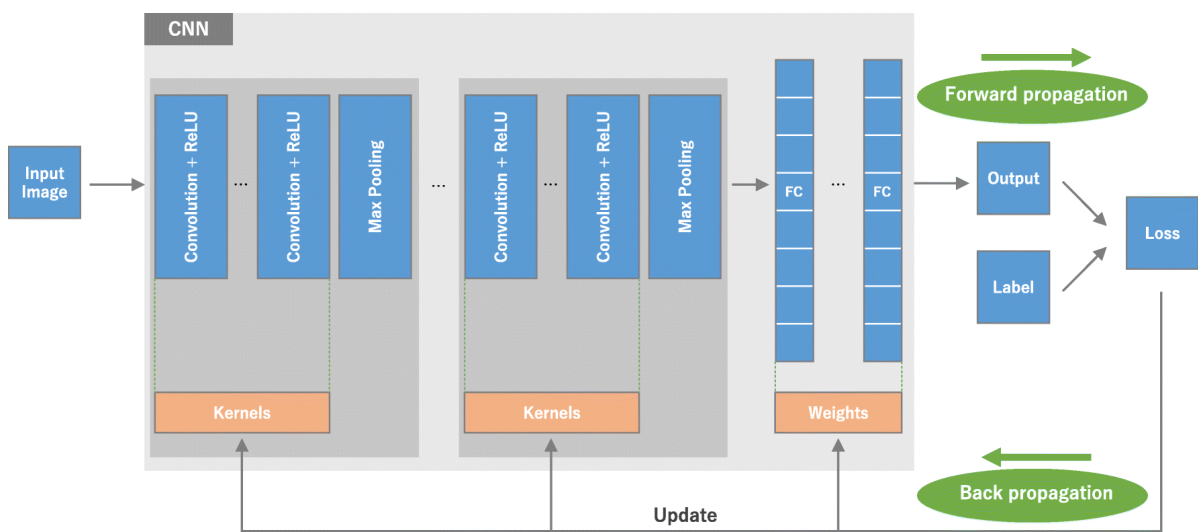 CNN
Forward propagation
Input
Image
Convolution + ReLU
...
Convolution + ReLU
Max Pooling
...
Convolution + ReLU
...
Convolution + ReLU
Max Pooling
FC
...
FC
Output
Label
Loss
Kernels
Kernels
Weights
Back propagation
Update